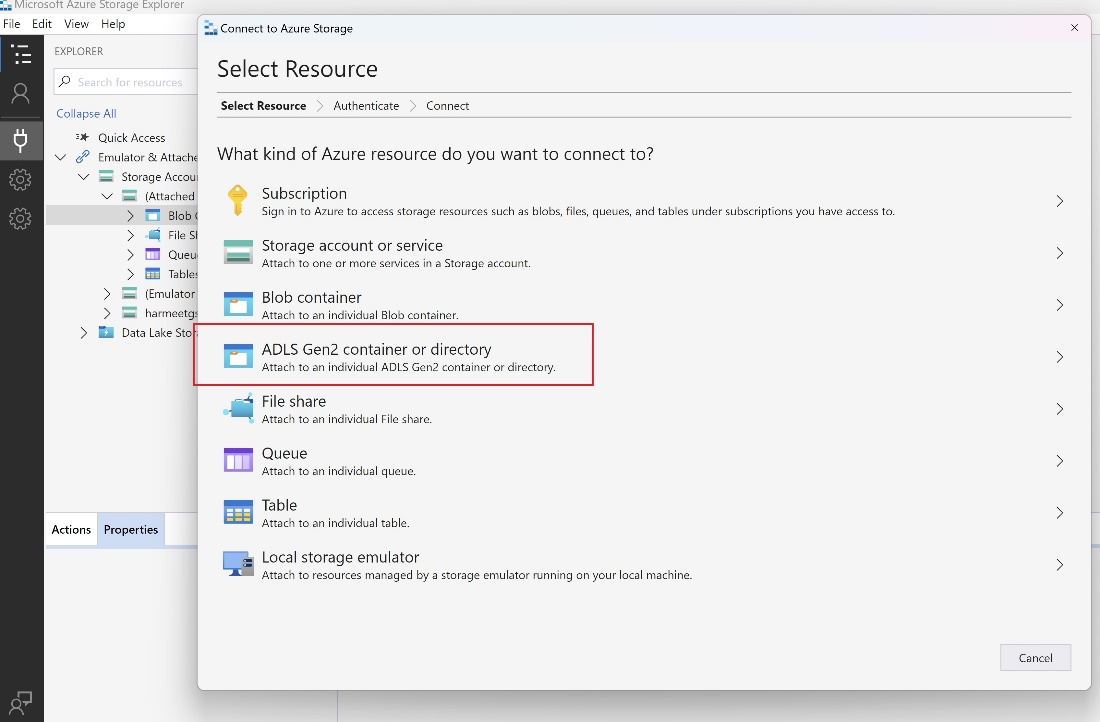 Microsoft Azure Storage Explorer
File Edit View Help
EXPLORER
Search for resources
Collapse All
Quick Access
Emulator & Attache
Storage Accou
(Attached
Blob
File
Queu
Tables
(Emulator
harmeetgs
Data Lake Stor
Actions
Properties
Connect to Azure Storage
Select Resource
Select Resource Authenticate Connect
What kind of Azure resource do you want to connect to?
Subscription
Sign in to Azure to access storage resources such as blobs, files, queues, and tables under subscriptions you have access to.
Storage account or service
Attach to one or more services in a Storage account.
Blob container
Attach to an individual Blob container.
ADLS Gen2 container or directory
Attach to an individual ADLS Gen2 container or directory.
File share
Attach to an individual File share.
Queue
Attach to an individual queue.
Table
Attach to an individual table.
Local storage emulator
Attach to resources managed by a storage emulator running on your local machine.
Cancel